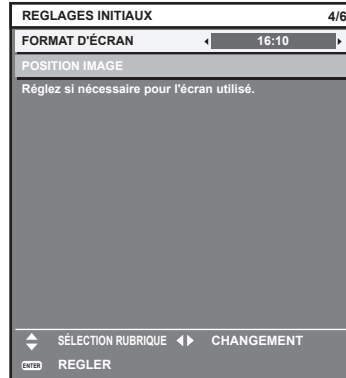 REGLAGES INITIAUX 4/6
FORMAT D'ÉCRAN 16:10
POSITION IMAGE
Réglez si nécessaire pour l'écran utilisé.
SÉLECTION RUBRIQUE CHANGEMENT
ENTER REGLER